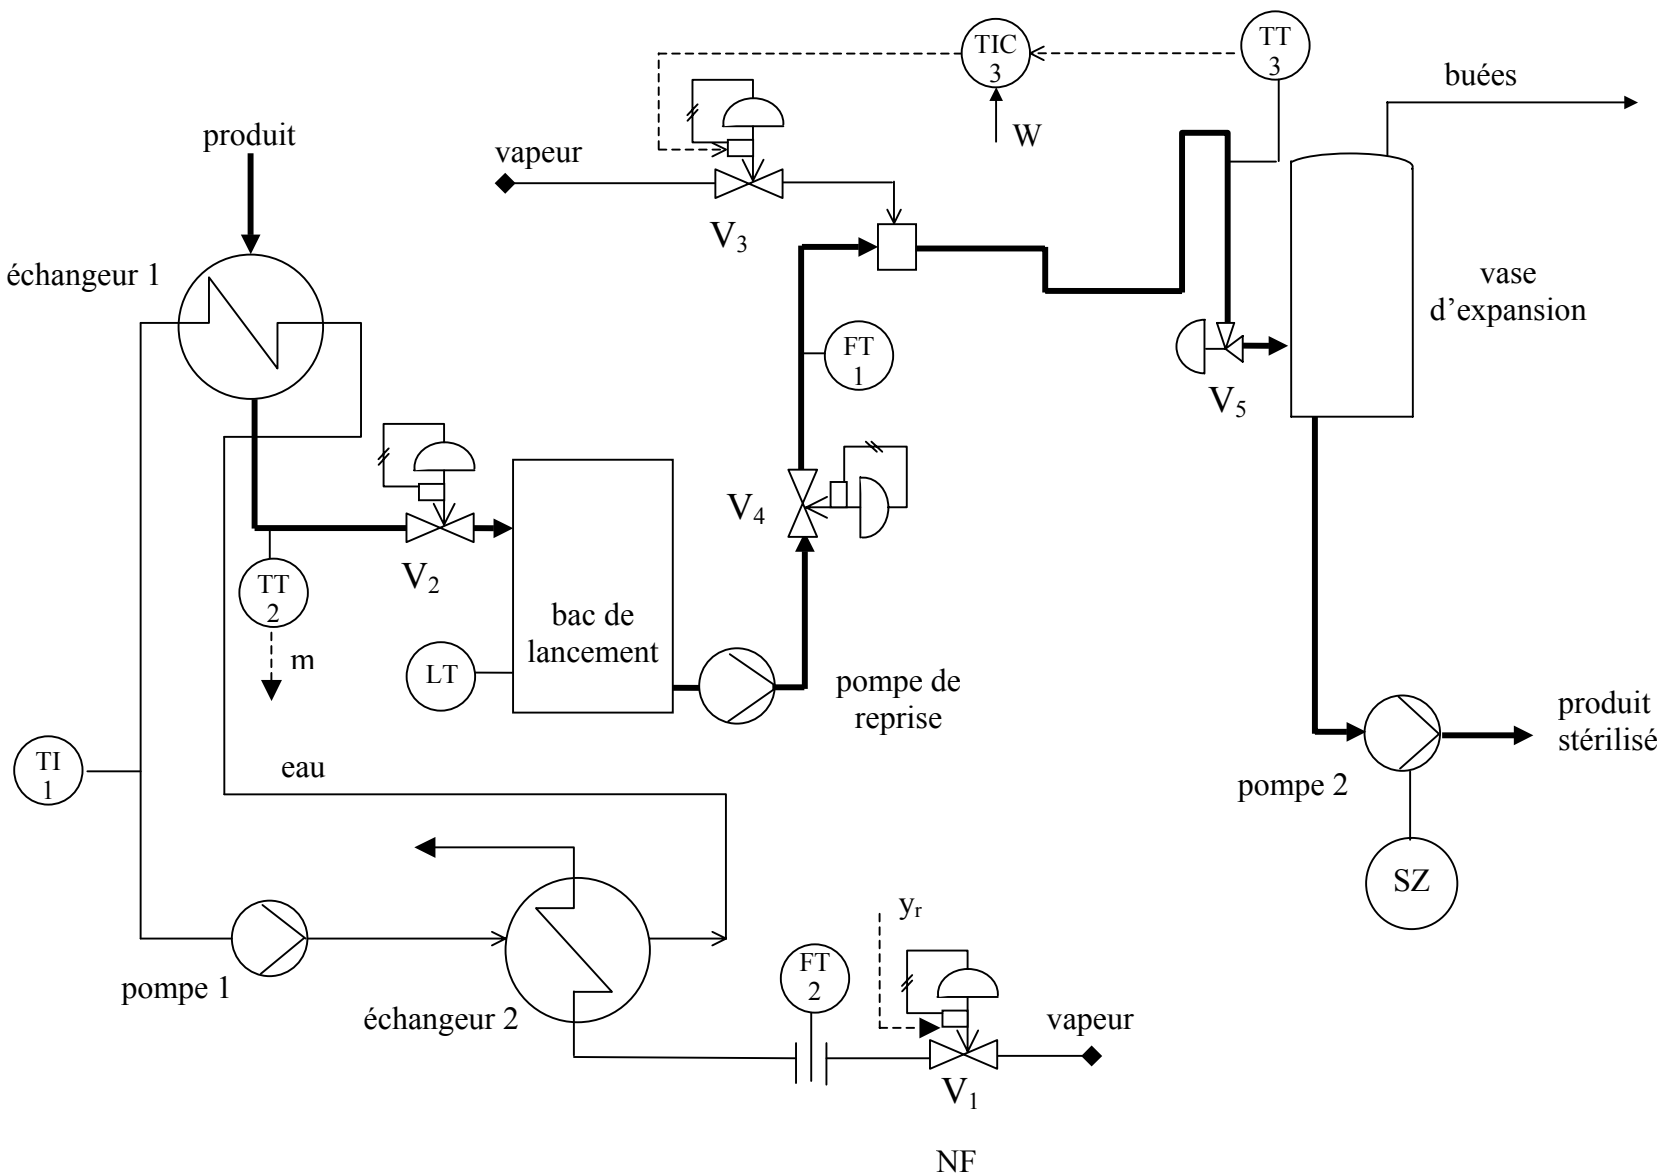 TIC
3
TT
3
buées
W
produit
vapeur
V₃
échangeur 1
vase
d’expansion
FT
1
V₅
V₄
V₂
TT
2
m
bac de
lancement
LT
pompe de
reprise
produit
stérilisé
TI
1
eau
pompe 2
SZ
yᵣ
pompe 1
échangeur 2
FT
2
vapeur
V₁
NF